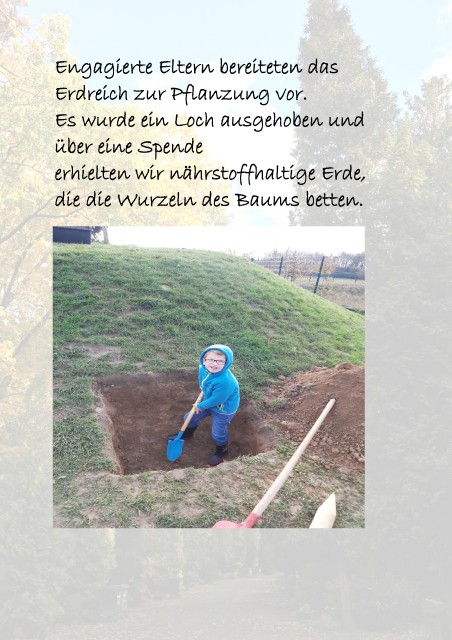 Engagierte Eltern bereiteten das
Erdreich zur Pflanzung vor.
Es wurde ein Loch ausgehoben und
über eine Spende
erhielten wir nährstoffhaltige Erde,
die die Wurzeln des Baums betten.